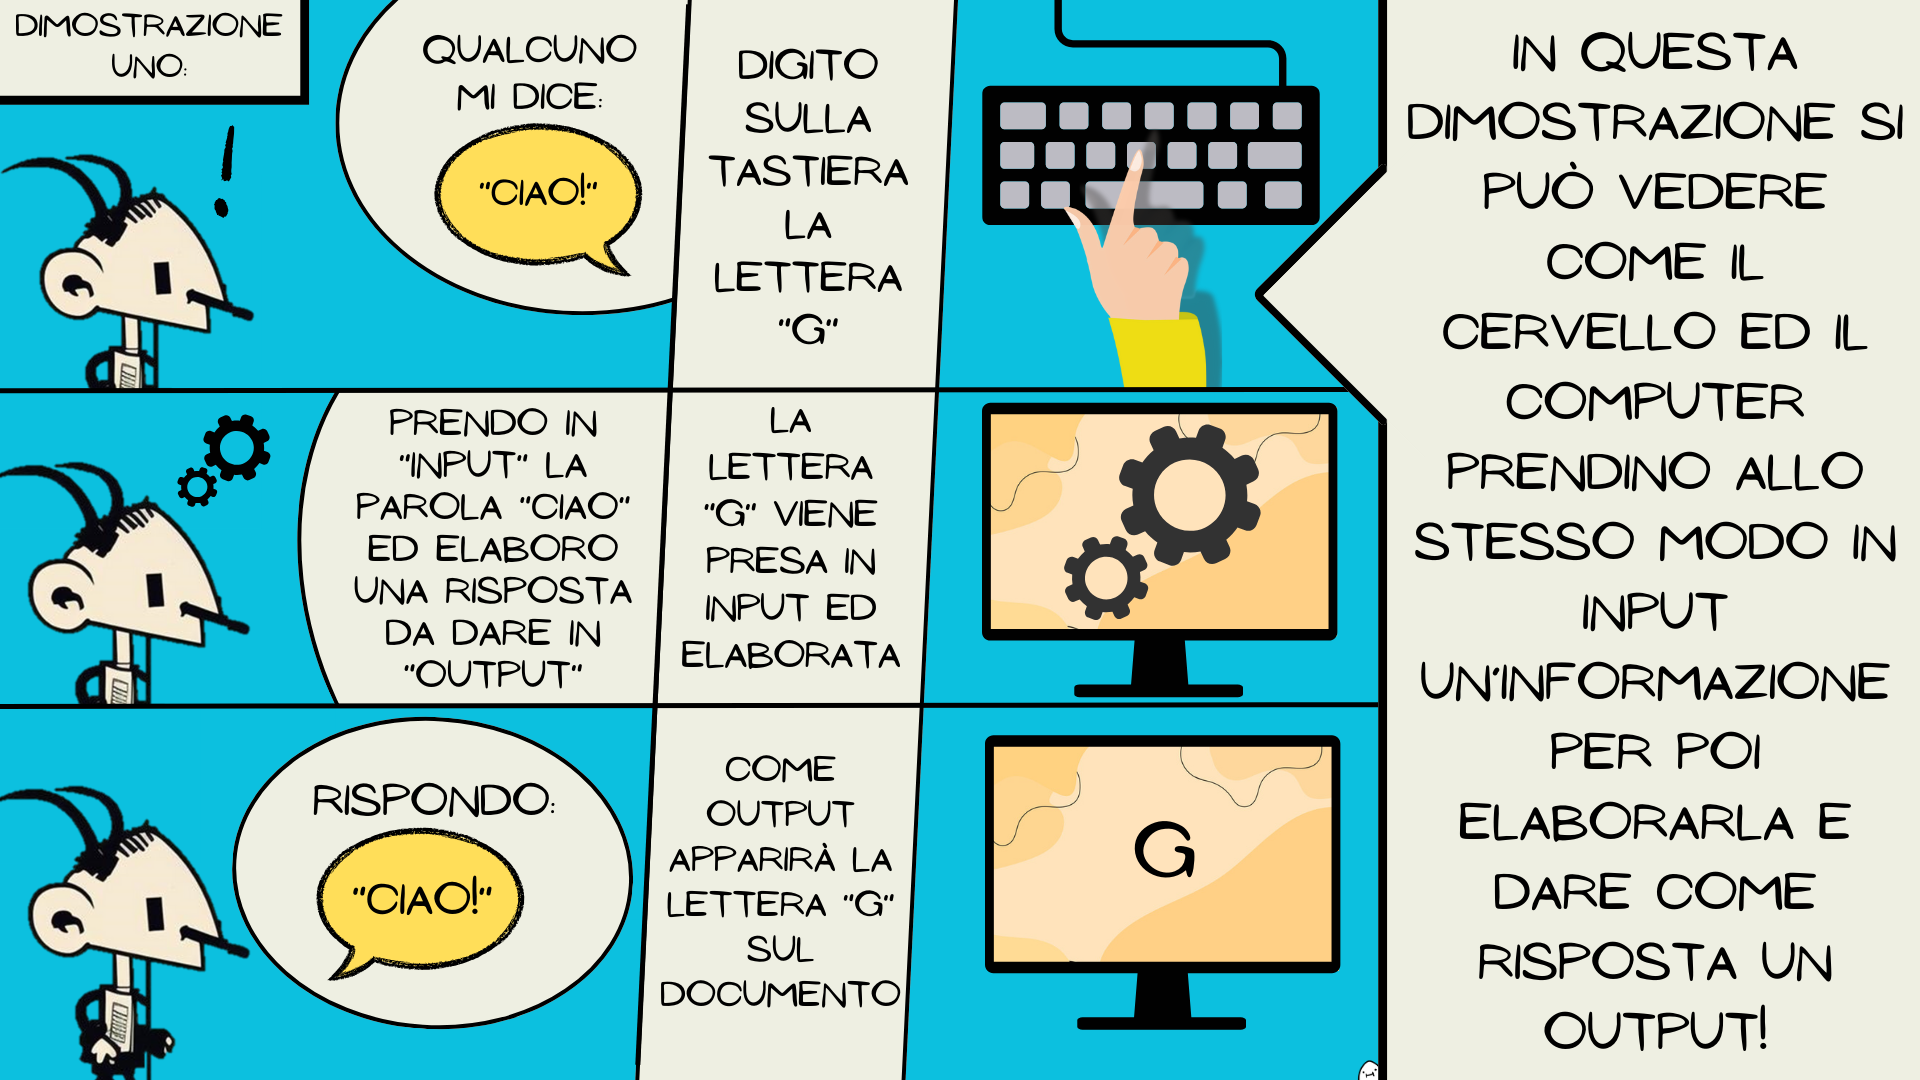 DIMOSTRAZIONE
UNO:
QUALCUNO
MI DICE:
"CIAO!"
DIGITO
SULLA
TASTIERA
LA
LETTERA
"G"
PRENDO IN
"INPUT" LA
PAROLA "CIAO"
ED ELABORO
UNA RISPOSTA
DA DARE IN
"OUTPUT"
LA
LETTERA
"G" VIENE
PRESA IN
INPUT ED
ELABORATA
RISPONDO:
"CIAO!"
COME
OUTPUT
APPARIRÀ LA
LETTERA "G"
SUL
DOCUMENTO
G
IN QUESTA
DIMOSTRAZIONE SI
PUÒ VEDERE
COME IL
CERVELLO ED IL
COMPUTER
PRENDINO ALLO
STESSO MODO IN
INPUT
UN'INFORMAZIONE
PER POI
ELABORARLA E
DARE COME
RISPOSTA UN
OUTPUT!